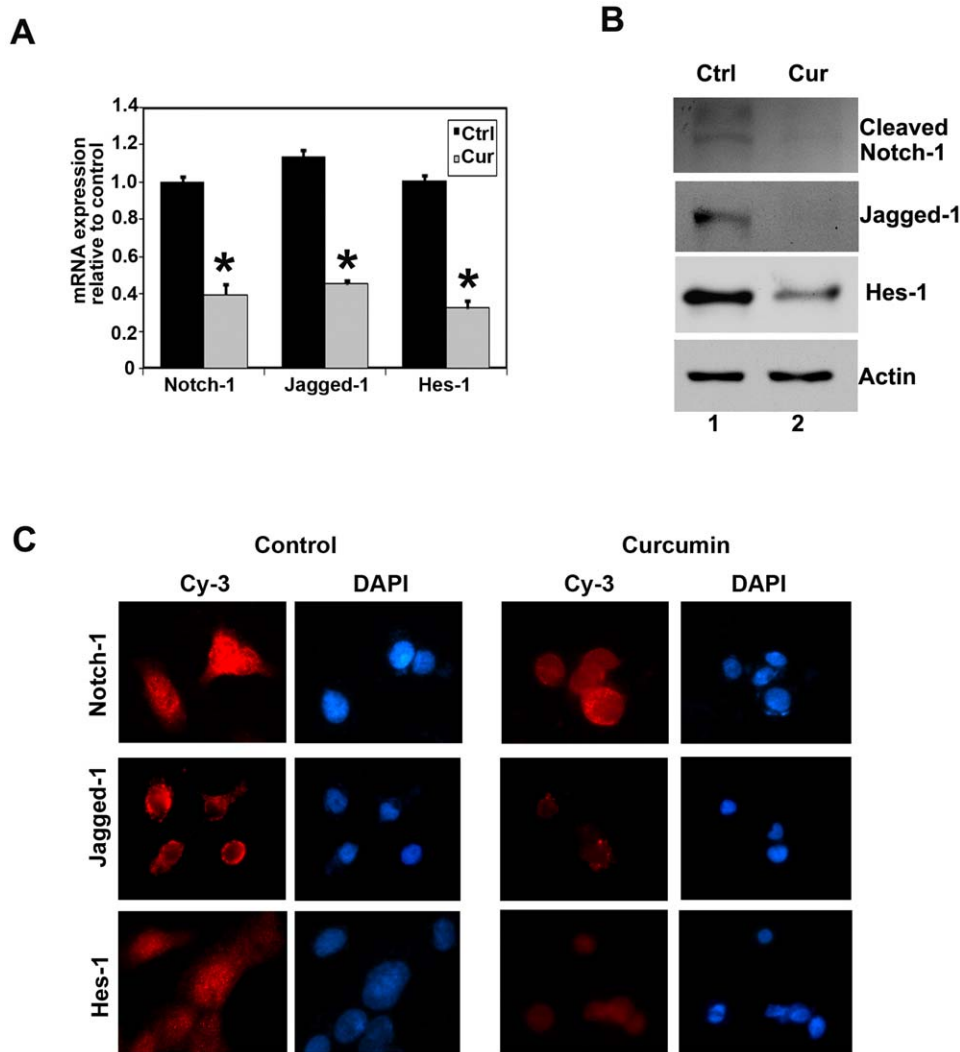 A
1.4
1.2
1.0
0.8
0.6
0.4
0.2
0
mRNA expression
relative to control
Ctrl
Cur
*
*
*
Notch-1
Jagged-1
Hes-1
B
Ctrl
Cur
Cleaved
Notch-1
Jagged-1
Hes-1
Actin
1
2
C
Control
Curcumin
Cy-3
DAPI
Cy-3
DAPI
Notch-1
Jagged-1
Hes-1